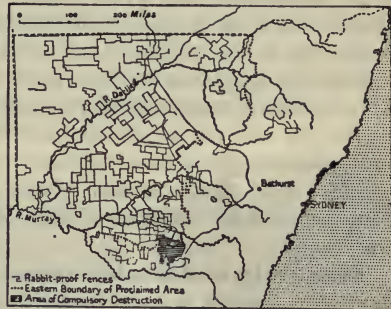 0 100 200 Miles
R. Darling
Bathurst
SYDNEY
R. Murray
Rabbit-proof Fences
Eastern Boundary of Proclaimed Area
Area of Compulsory Destruction